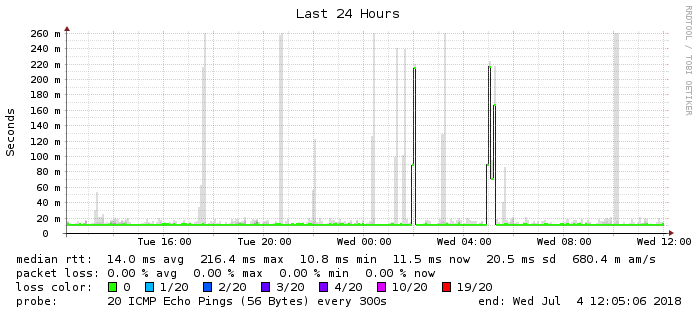 Last 24 Hours
RRDTOOL / TOBI OETIKER
Seconds
260 m
240 m
220 m
200 m
180 m
160 m
140 m
120 m
100 m
80 m
60 m
40 m
20 m
0
Tue 16:00 Tue 20:00 Wed 00:00 Wed 04:00 Wed 08:00 Wed 12:00
median rtt: 14.0 ms avg 216.4 ms max 10.8 ms min 11.5 ms now 20.5 ms sd 680.4 m am/s
packet loss: 0.00 % avg 0.00 % max 0.00 % min 0.00 % now
loss color: 0 1/20 2/20 3/20 4/20 10/20 19/20
probe: 20 ICMP Echo Pings (56 Bytes) every 300s end: Wed Jul 4 12:05:06 2018